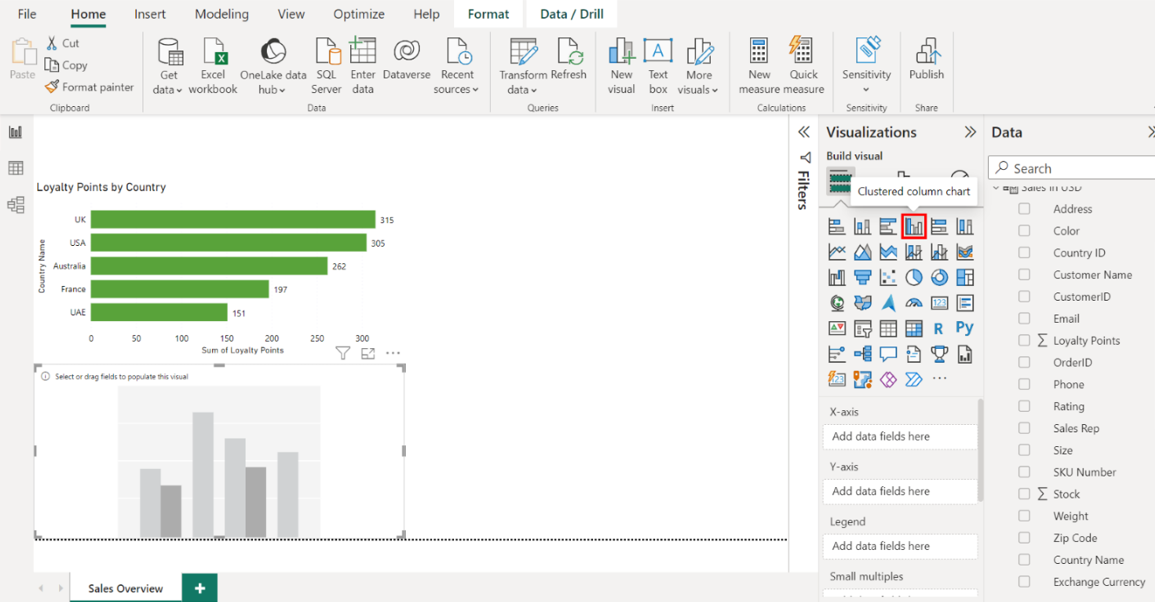 File Home Insert Modeling View Optimize Help Format Data / Drill
Paste
Cut
Copy
Format painter
Clipboard
Get data
Excel workbook
OneLake data hub
SQL Server
Enter data
Dataverse
Recent sources
Data
Transform data
Refresh
Queries
New visual
Text box
More visuals
Insert
New measure
Quick measure
Calculations
Sensitivity
Sensitivity
Publish
Share
Loyalty Points by Country
Country Name
UK 315
USA 305
Australia 262
France 197
UAE 151
0 50 100 150 200 250 300
Sum of Loyalty Points
Select or drag fields to populate this visual
Sales Overview
Filters
Visualizations
Build visual
Clustered column chart
123
R Py
123
X-axis
Add data fields here
Y-axis
Add data fields here
Legend
Add data fields here
Small multiples
Data
Search
Sales in USD
Address
Color
Country ID
Customer Name
CustomerID
Email
Loyalty Points
OrderID
Phone
Rating
Sales Rep
Size
SKU Number
Stock
Weight
Zip Code
Country Name
Exchange Currency